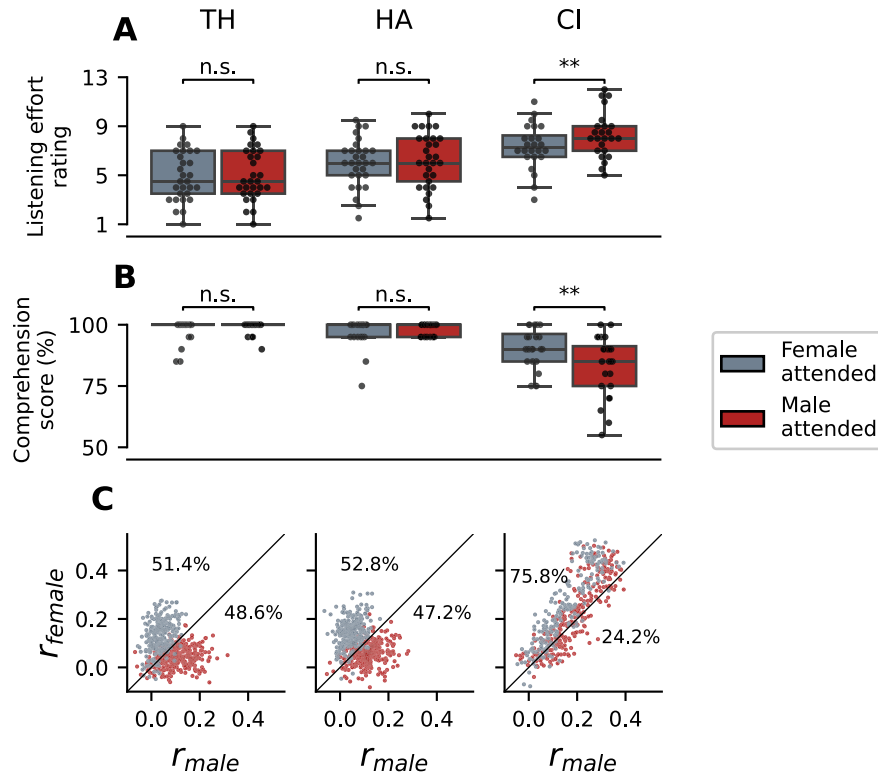 A
TH
HA
CI
n.s.
n.s.
**
Listening effort
rating
13
9
5
1
B
n.s.
n.s.
**
Comprehension
score (%)
100
75
50
Female
attended
Male
attended
C
51.4%
48.6%
52.8%
47.2%
75.8%
24.2%
r_female
0.4
0.2
0.0
0.0 0.2 0.4
0.0 0.2 0.4
0.0 0.2 0.4
r_male
r_male
r_male